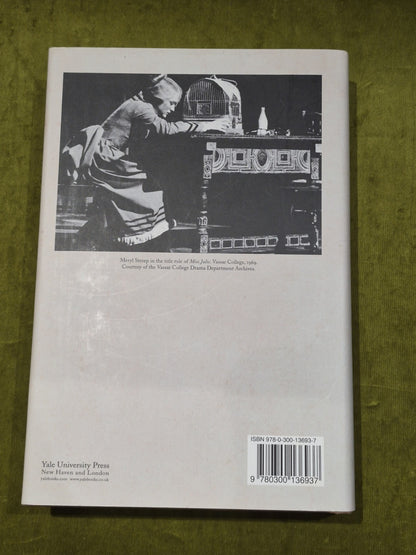 Meryl Streep in the title role of Miss Julie. Vassar College, 1969.
Courtesy of the Vassar College Drama Department Archives
ISBN 978-0-300-13693-7
9 780300 136937
Yale University Press
New Haven and London
yalebooks.com www.yalebooks.co.uk